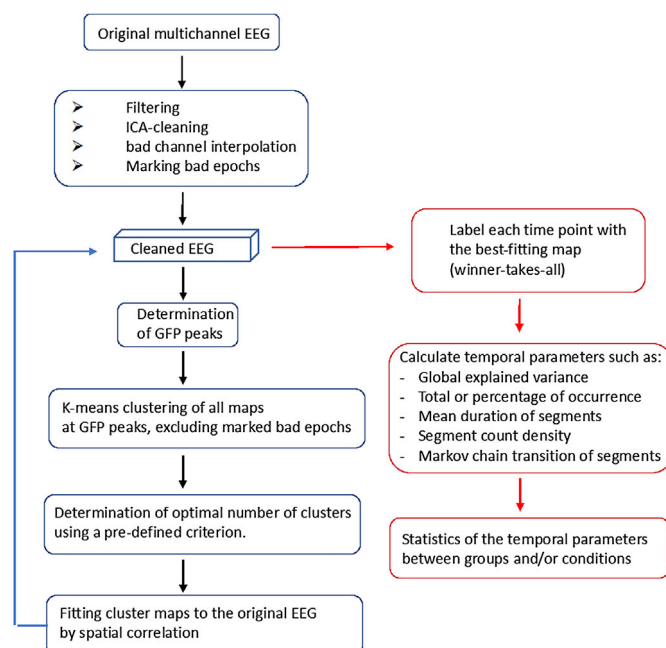 Original multichannel EEG
➤ Filtering
➤ ICA-cleaning
➤ bad channel interpolation
➤ Marking bad epochs
Cleaned EEG
Determination
of GFP peaks
K-means clustering of all maps
at GFP peaks, excluding marked bad epochs
Determination of optimal number of clusters
using a pre-defined criterion.
Fitting cluster maps to the original EEG
by spatial correlation
Label each time point with
the best-fitting map
(winner-takes-all)
Calculate temporal parameters such as:
- Global explained variance
- Total or percentage of occurrence
- Mean duration of segments
- Segment count density
- Markov chain transition of segments
Statistics of the temporal parameters
between groups and/or conditions